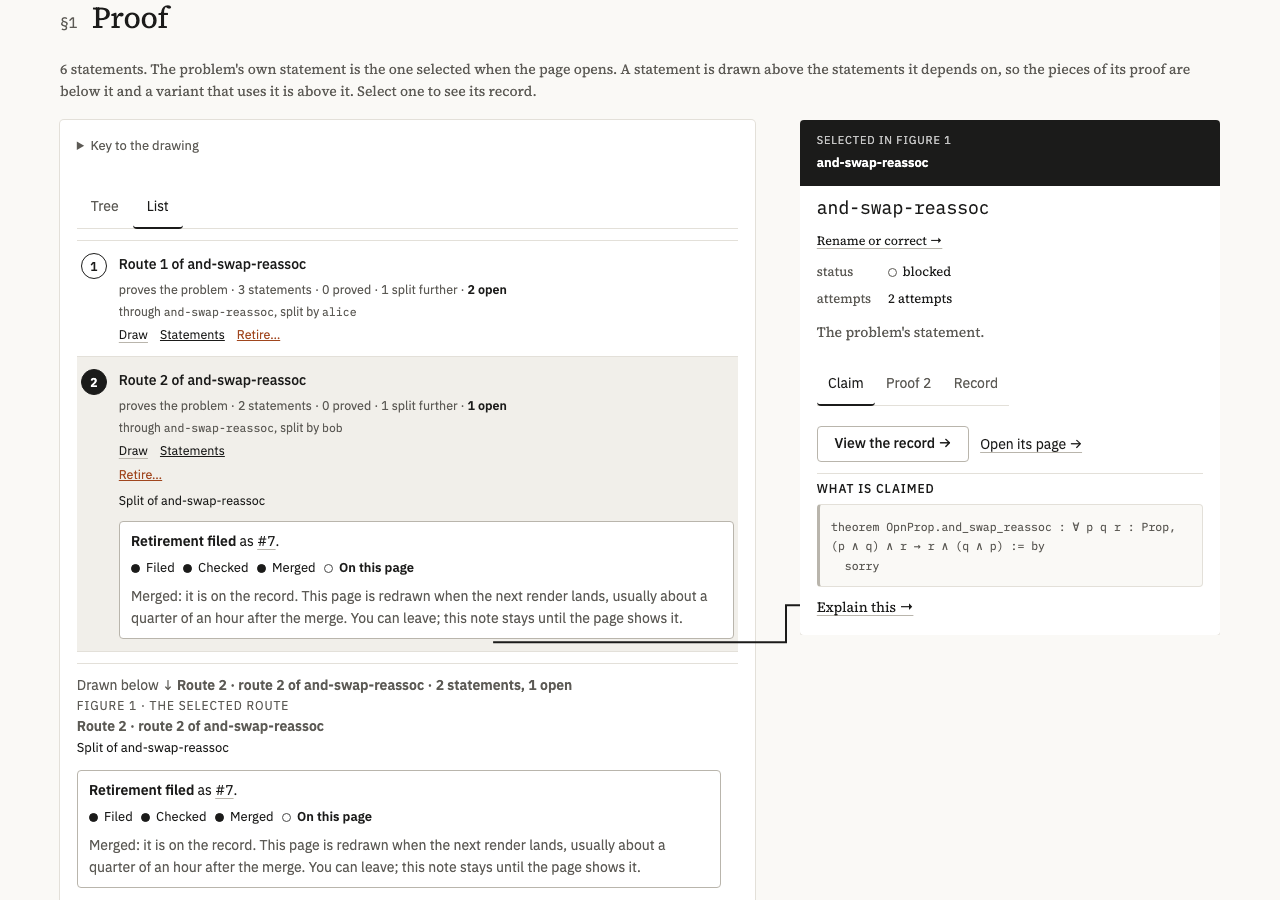 §1 Proof
6 statements. The problem's own statement is the one selected when the page opens. A statement is drawn above the statements it depends on, so the pieces of its proof are
below it and a variant that uses it is above it. Select one to see its record.
▶ Key to the drawing
Tree List
1 Route 1 of and-swap-reassoc
proves the problem · 3 statements · 0 proved · 1 split further · 2 open
through and-swap-reassoc, split by alice
Draw Statements Retire…
2 Route 2 of and-swap-reassoc
proves the problem · 2 statements · 0 proved · 1 split further · 1 open
through and-swap-reassoc, split by bob
Draw Statements
Retire…
Split of and-swap-reassoc
Retirement filed as #7.
Filed Checked Merged On this page
Merged: it is on the record. This page is redrawn when the next render lands, usually about a
quarter of an hour after the merge. You can leave; this note stays until the page shows it.
Drawn below ↓ Route 2 · route 2 of and-swap-reassoc · 2 statements, 1 open
FIGURE 1 · THE SELECTED ROUTE
Route 2 · route 2 of and-swap-reassoc
Split of and-swap-reassoc
Retirement filed as #7.
Filed Checked Merged On this page
Merged: it is on the record. This page is redrawn when the next render lands, usually about a
quarter of an hour after the merge. You can leave; this note stays until the page shows it.
SELECTED IN FIGURE 1
and-swap-reassoc
and-swap-reassoc
Rename or correct →
status blocked
attempts 2 attempts
The problem's statement.
Claim Proof 2 Record
View the record → Open its page →
WHAT IS CLAIMED
theorem OpnProp.and_swap_reassoc : ∀ p q r : Prop,
(p ∧ q) ∧ r → r ∧ (q ∧ p) := by
sorry
Explain this →